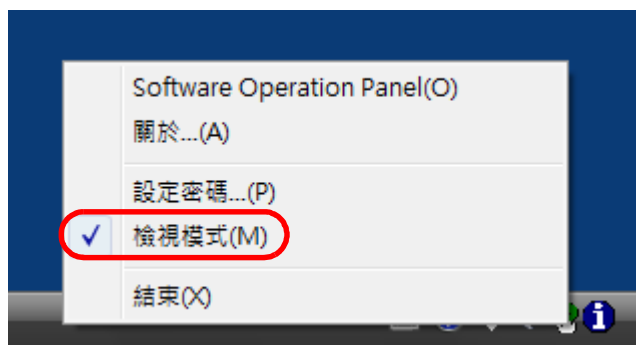 Software Operation Panel(O)
關於...(A)
設定密碼...(P)
檢視模式(M)
結束(X)